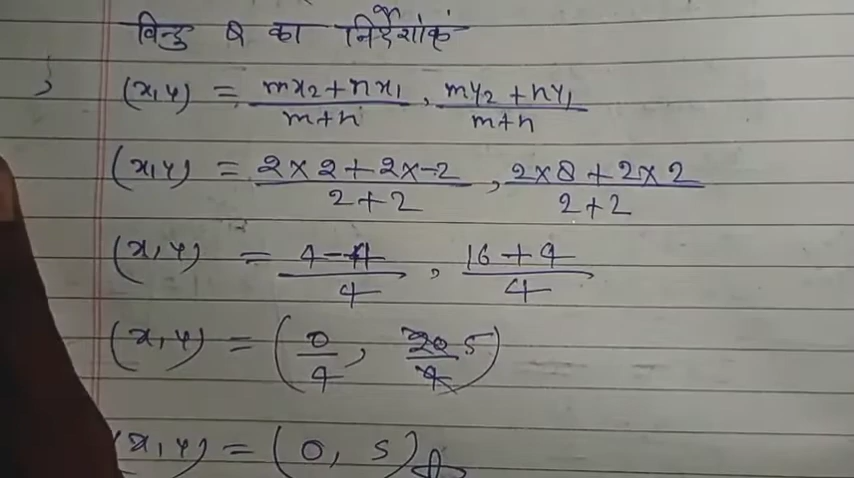 बिन्दु Q का निर्देशांक
(x,y) = mx₂+nx₁/m+n, my₂+ny₁/m+n
(x,y) = 2×2+2×-2/2+2, 2×8+2×2/2+2
(x,y) = 4-4/4, 16+4/4
(x,y) = (0/4, 20/4 5)
(x,y) = (0, 5)